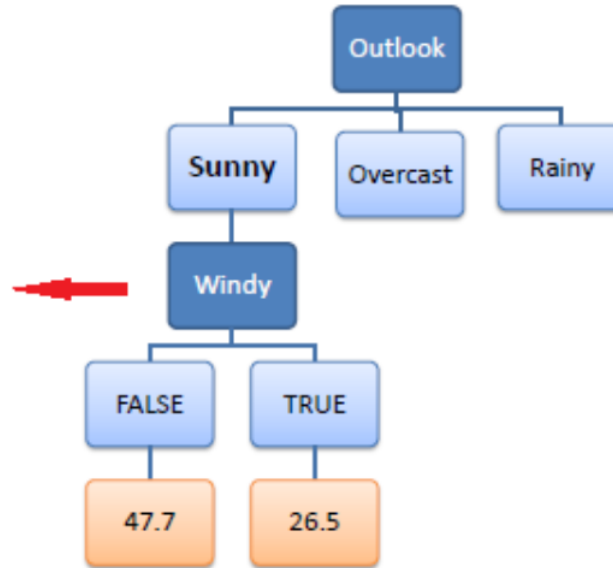 Outlook
Sunny
Overcast
Rainy
Windy
FALSE
TRUE
47.7
26.5